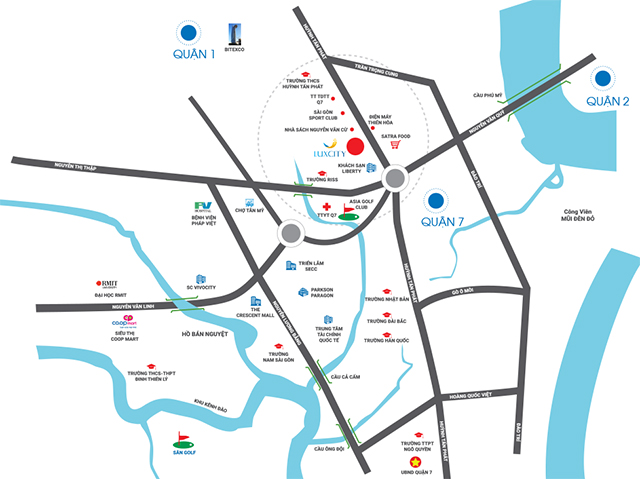 QUẬN 1
BITEXCO
HUỲNH TẤN PHÁT
TRẦN TRỌNG CUNG
TRƯỜNG THCS
HUỲNH TẤN PHÁT
TT TDTT
Q7
SÀI GÒN
SPORT CLUB
NHÀ SÁCH NGUYỄN VĂN CỪ
ĐIỆN MÁY
THIÊN HÒA
SATRA FOOD
LUXCITY
CẦU PHÚ MỸ
NGUYỄN VĂN QUỲ
QUẬN 2
NGUYỄN THỊ THẬP
TRƯỜNG RISS
KHÁCH SẠN
LIBERTY
ĐÀO TRÍ
FV
BỆNH VIỆN
PHÁP VIỆT
CHỢ TÂN MỸ
TTYT Q7
ASIA GOLF
CLUB
QUẬN 7
Công Viên
MŨI ĐÈN ĐỎ
TRIỂN LÃM
SECC
HUỲNH TẤN PHÁT
RMIT
ĐẠI HỌC RMIT
SC VIVOCITY
PARKSON
PARAGON
GÒ Ô MÔI
TRƯỜNG NHẬT BẢN
NGUYỄN VĂN LINH
THE
CRESCENT MALL
NGUYỄN LƯƠNG BẰNG
TRƯỜNG ĐÀI BẮC
COOPmart
SIÊU THỊ
COOP MART
HỒ BÁN NGUYỆT
TRUNG TÂM
TÀI CHÍNH
QUỐC TẾ
TRƯỜNG HÀN QUỐC
TRƯỜNG
NAM SÀI GÒN
TRƯỜNG THCS-THPT
ĐINH THIỆN LÝ
CẦU CẢ CẤM
HOÀNG QUỐC VIỆT
KHU KÊNH ĐÀO
SÂN GOLF
CẦU ÔNG ĐỘI
HUỲNH TẤN PHÁT
TRƯỜNG TTPT
NGÔ QUYỀN
UBND QUẬN 7
ĐÀO TRÍ